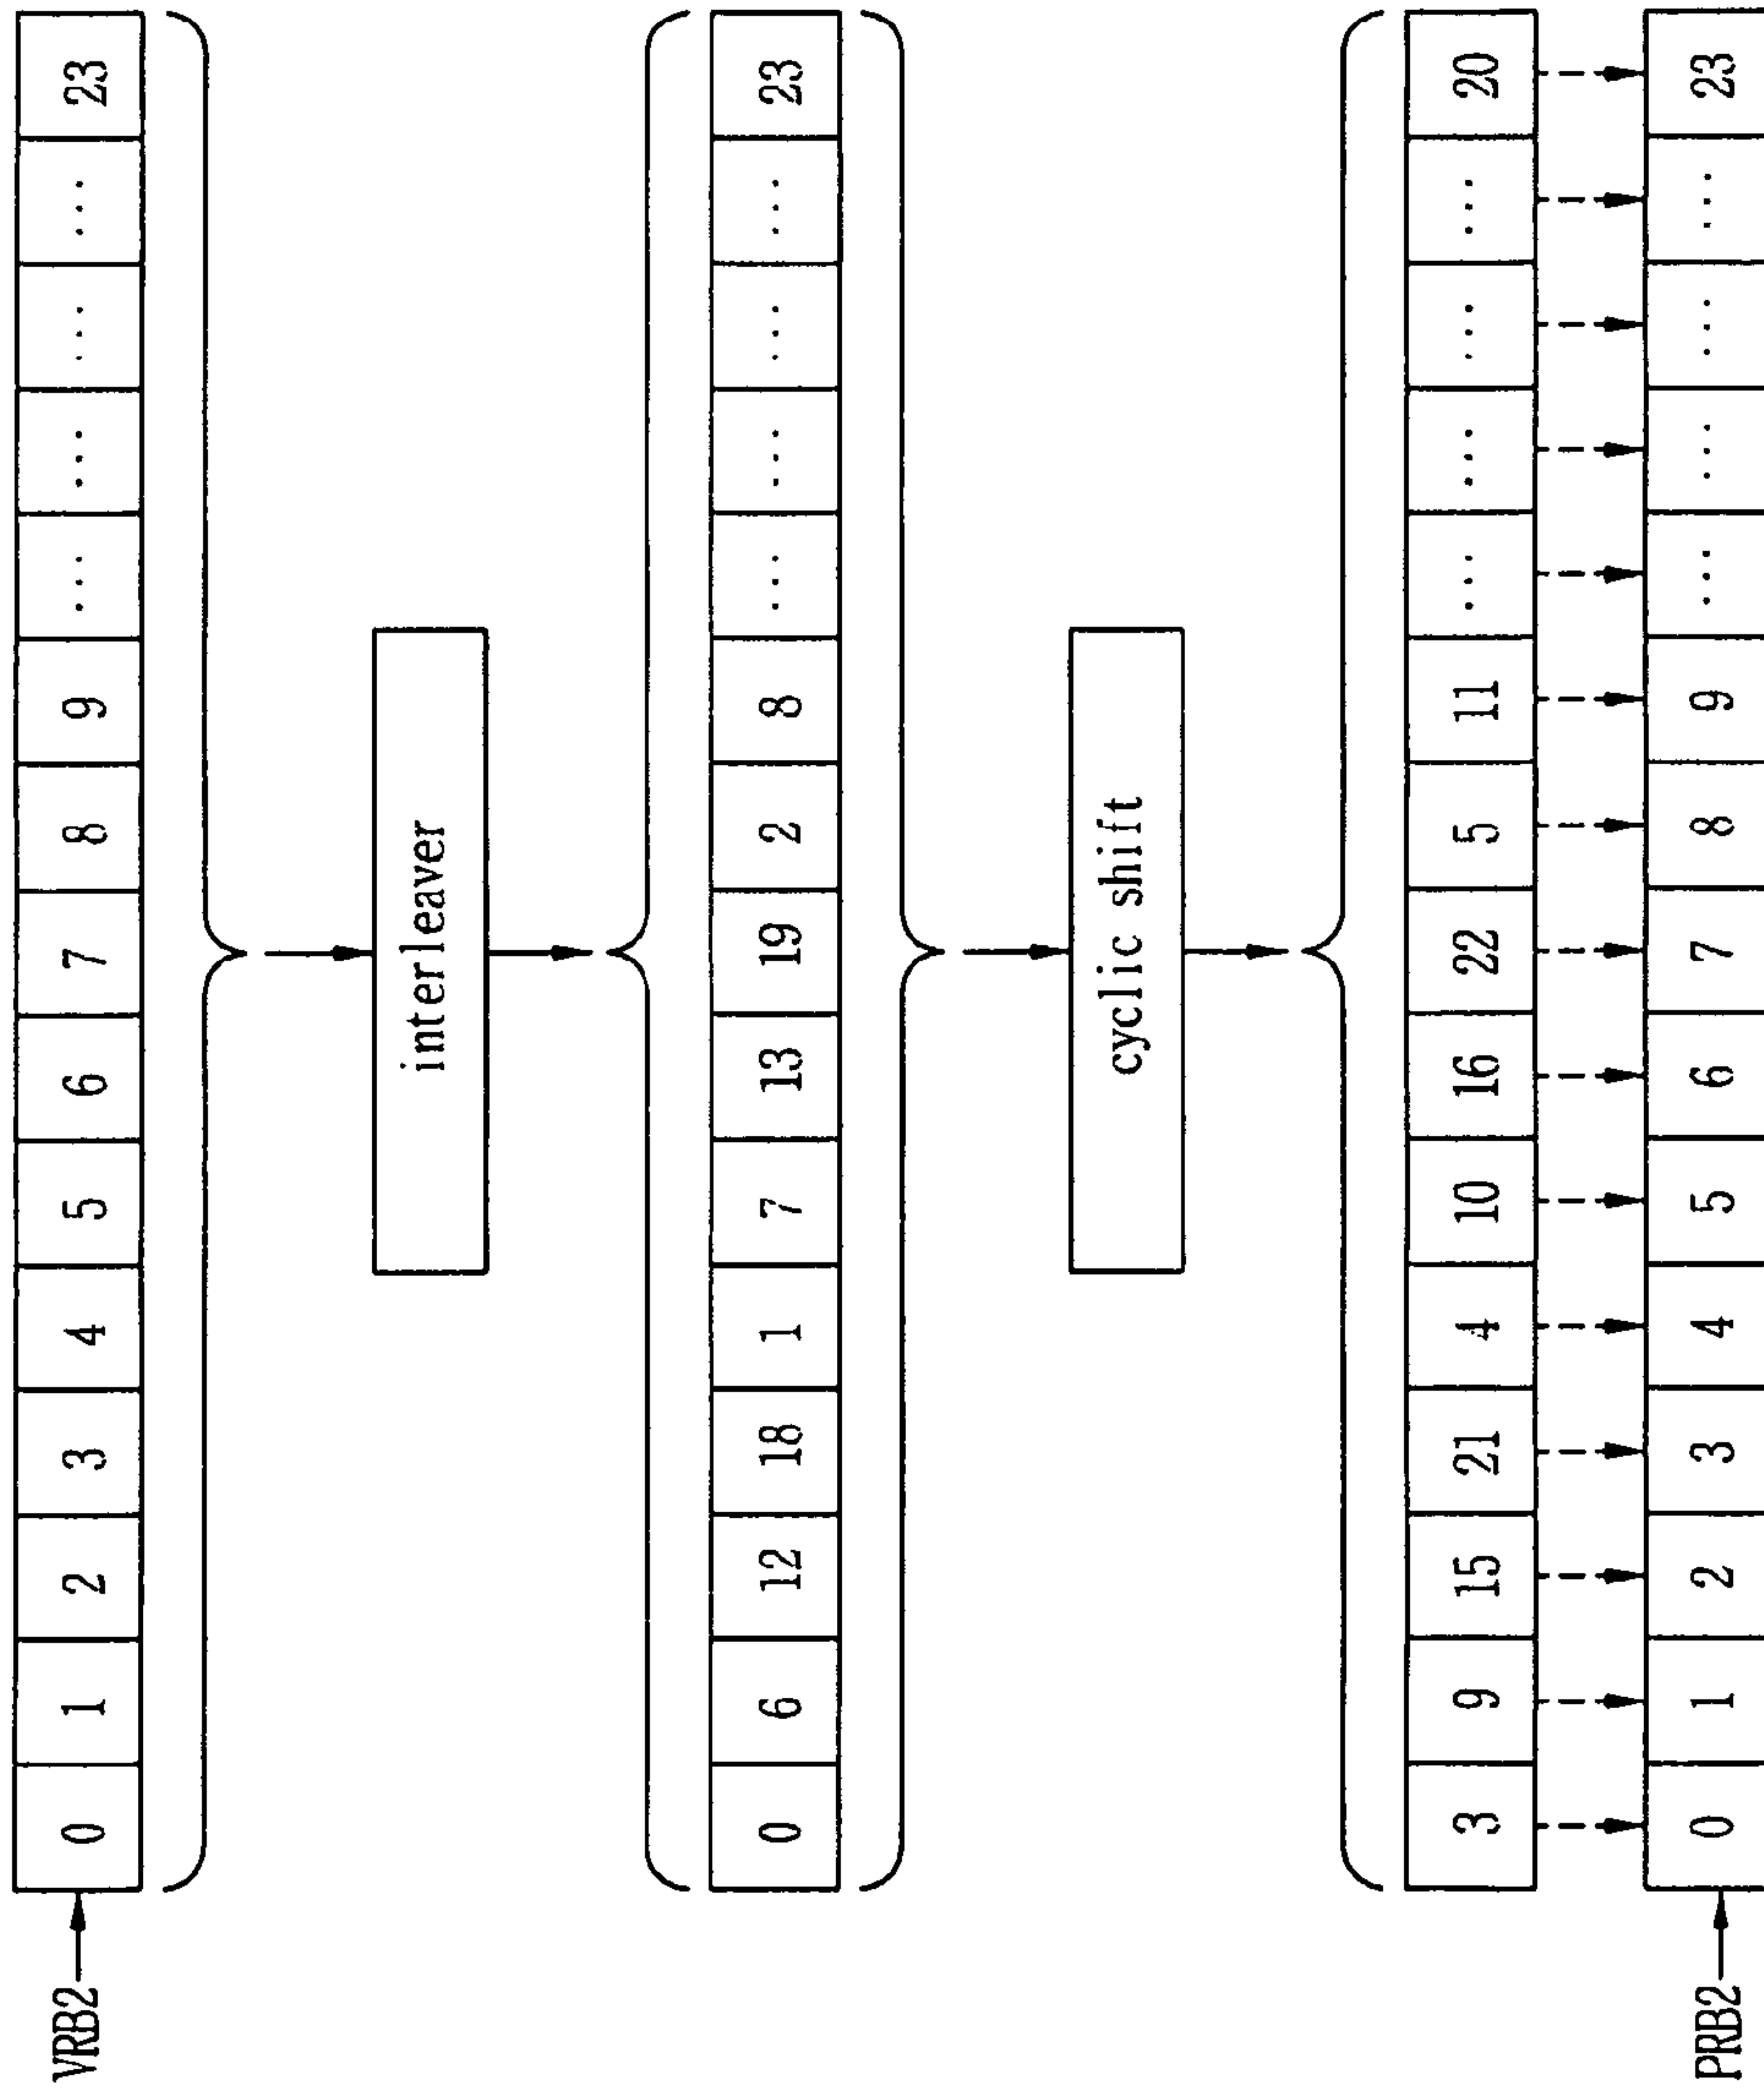 VRB2 0 1 2 3 4 5 6 7 8 9 ... ... ... ... 23
interleaver
0 6 12 18 1 7 13 19 2 8 ... ... ... ... 23
cyclic shift
3 9 15 21 4 10 16 22 5 11 ... ... ... ... 20
PRB2 0 1 2 3 4 5 6 7 8 9 ... ... ... ... 23